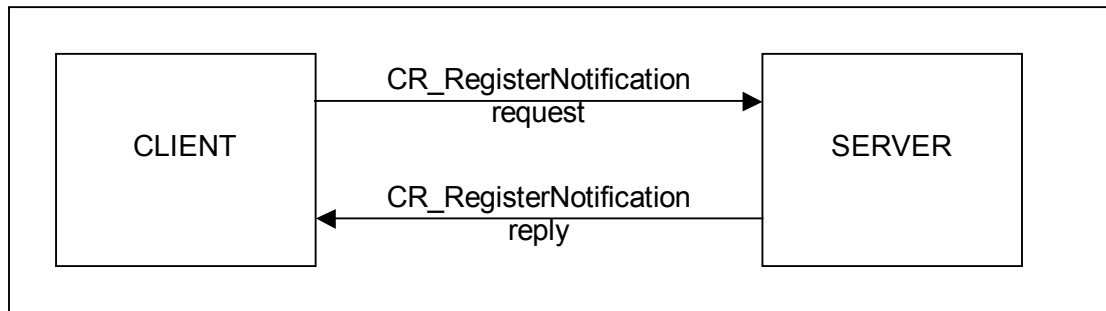 CR_RegisterNotification
request
CLIENT
SERVER
CR_RegisterNotification
reply